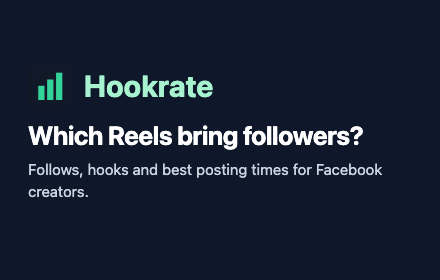 Hookrate
Which Reels bring followers?
Follows, hooks and best posting times for Facebook
creators.